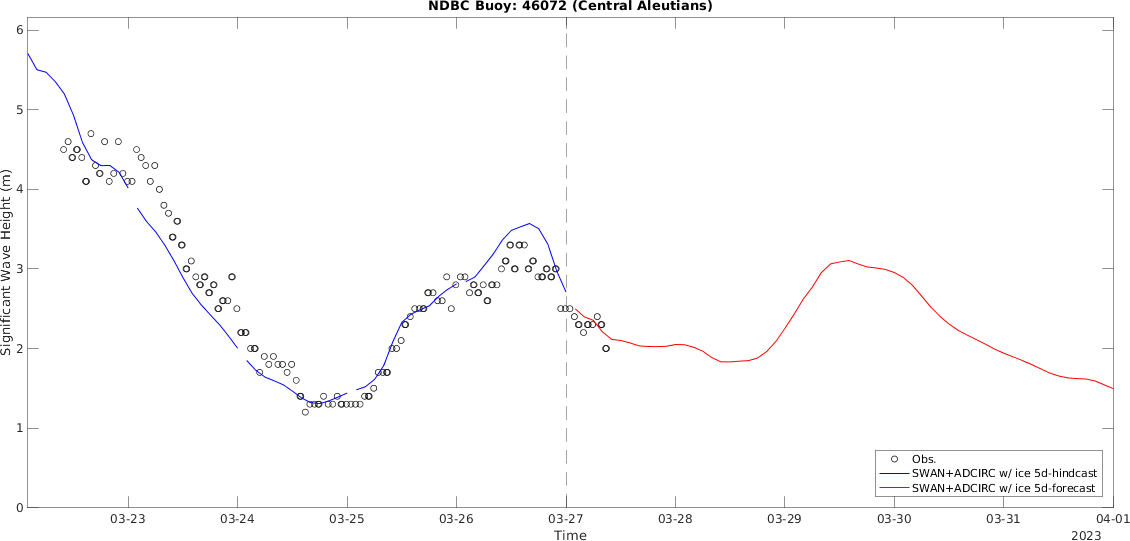 NDBC Buoy: 46072 (Central Aleutians)
Significant Wave Height (m)
6
5
4
3
2
1
0
Obs.
SWAN+ADCIRC w/ ice 5d-hindcast
SWAN+ADCIRC w/ ice 5d-forecast
03-23 03-24 03-25 03-26 03-27 03-28 03-29 03-30 03-31 04-01
Time
2023